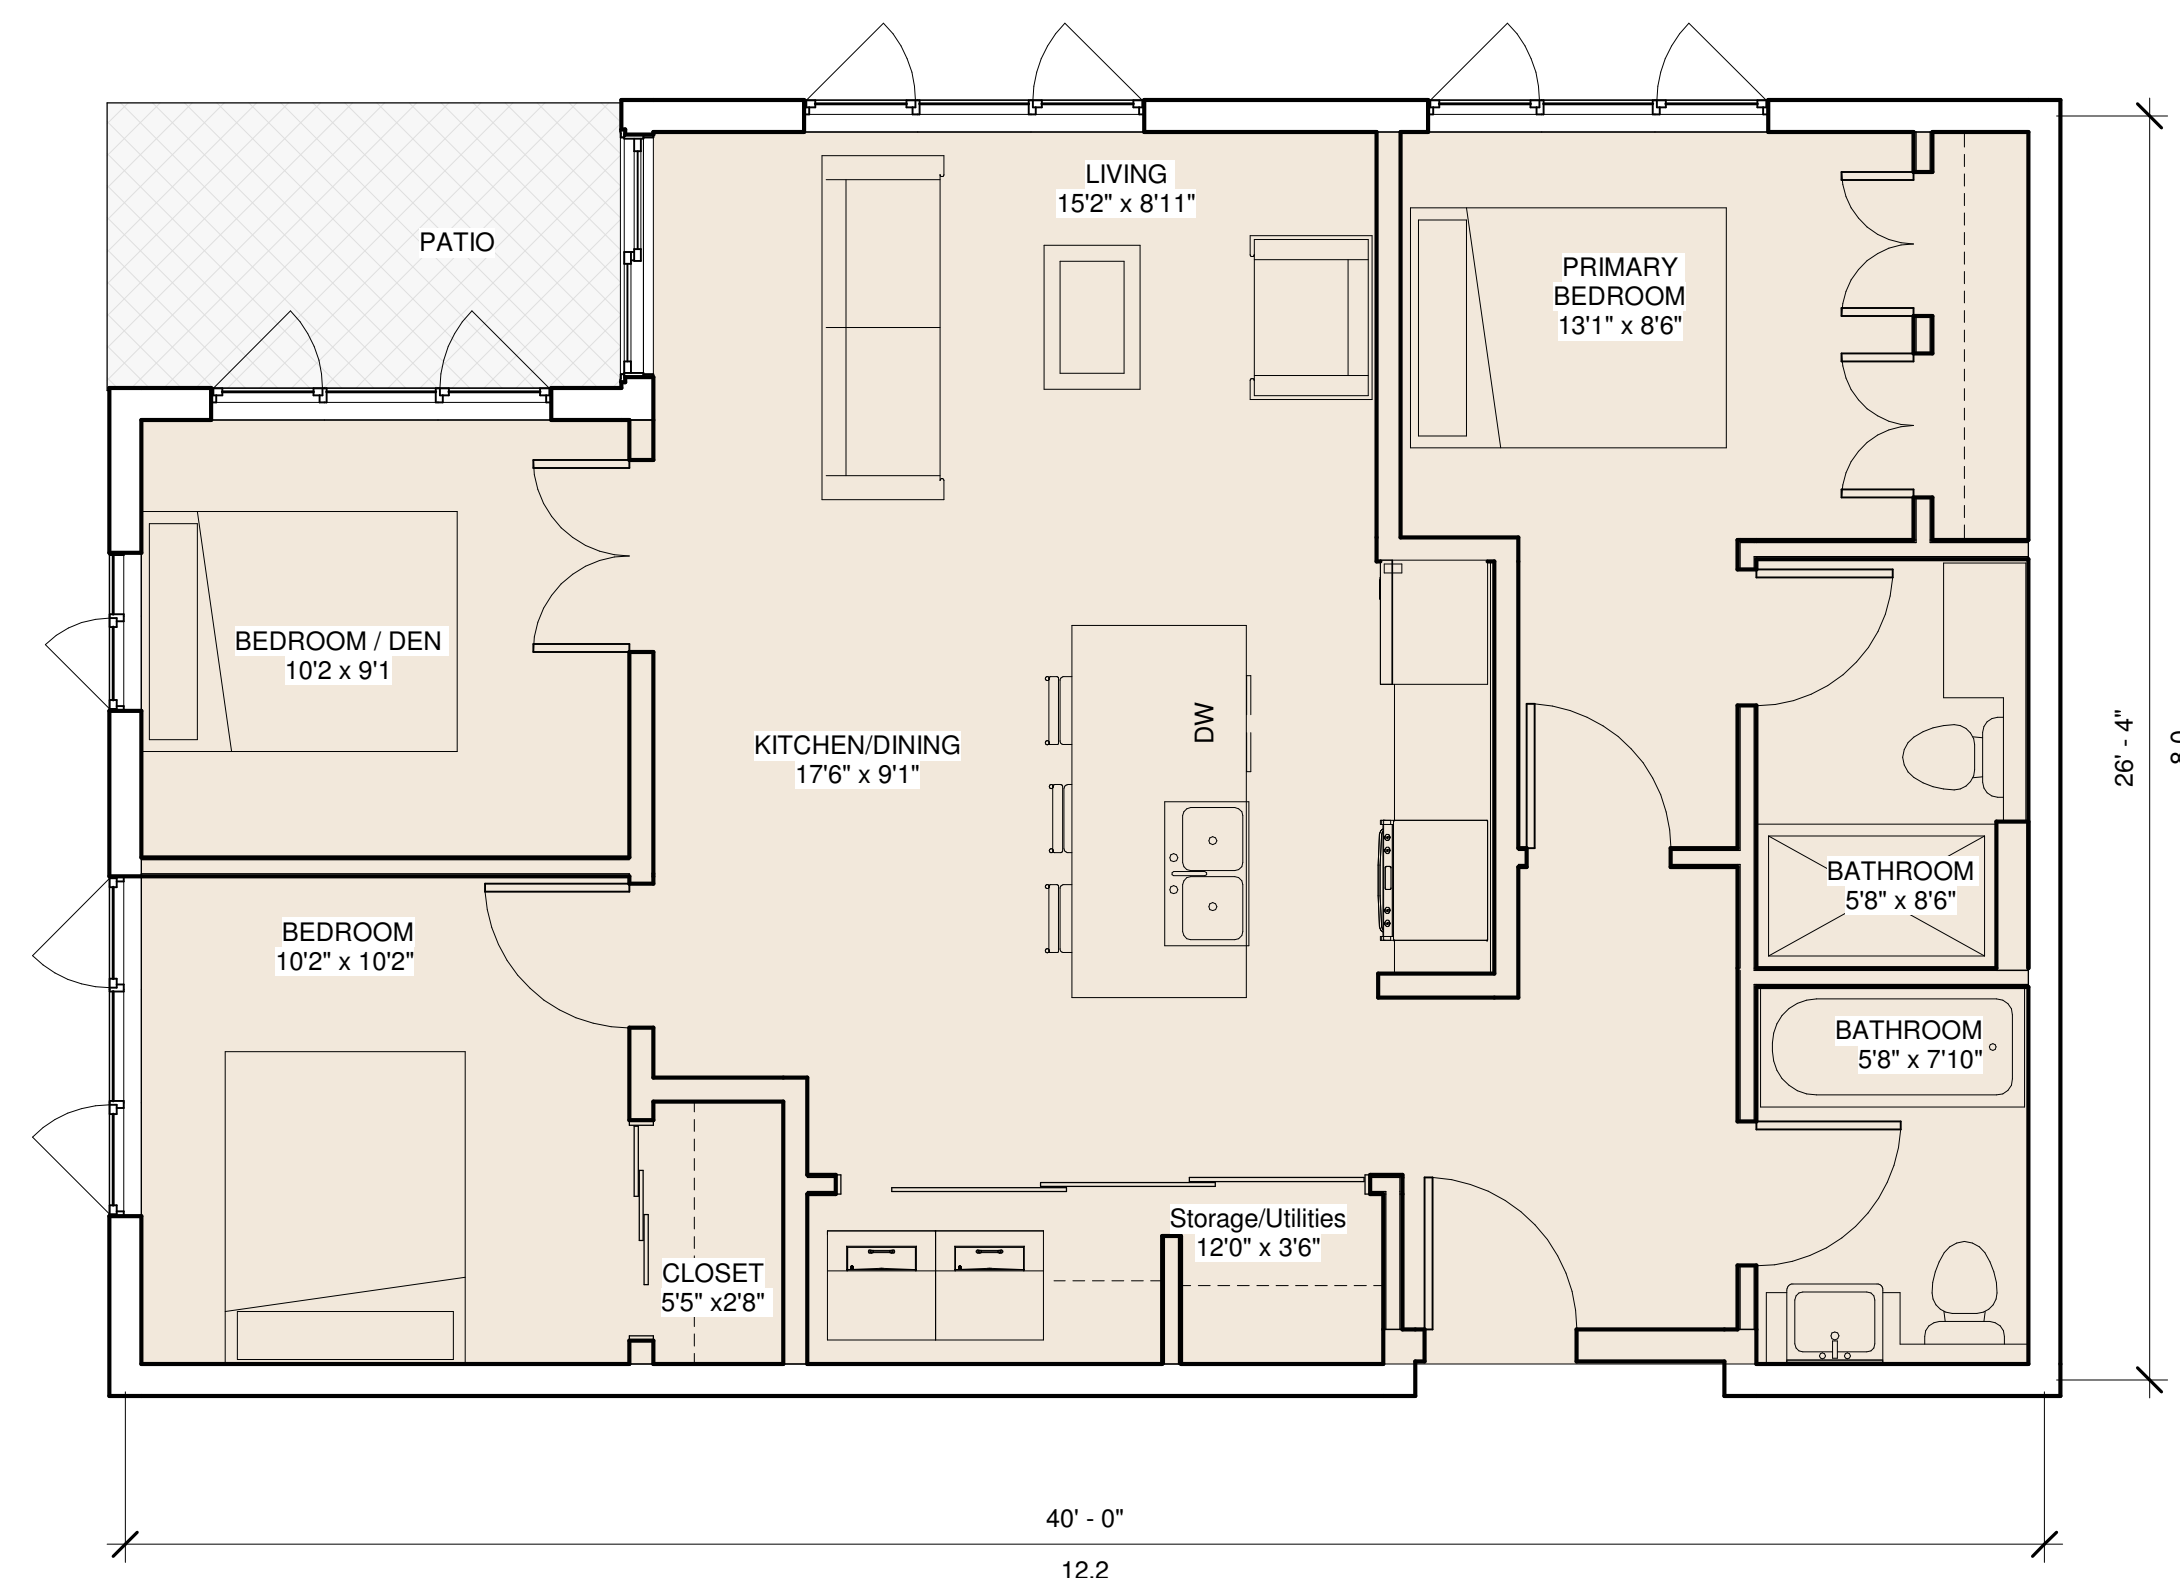 LIVING
15'2" x 8'11"
PATIO
PRIMARY
BEDROOM
13'1" x 8'6"
BEDROOM / DEN
10'2 x 9'1
KITCHEN/DINING
17'6" x 9'1"
DW
26' - 4"
8.0
BATHROOM
5'8" x 8'6"
BEDROOM
10'2" x 10'2"
BATHROOM
5'8" x 7'10"
Storage/Utilities
12'0" x 3'6"
CLOSET
5'5" x2'8"
40' - 0"
12.2